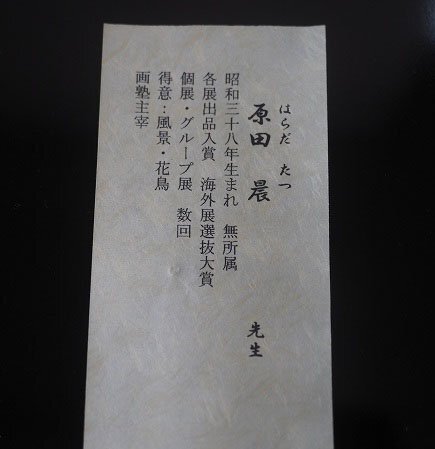 はらだ たつ
原田 晨 先生
昭和三十八年生まれ 無所属
各展出品入賞 海外展選抜大賞
個展・グループ展 数回
得意:風景・花鳥
画塾主宰